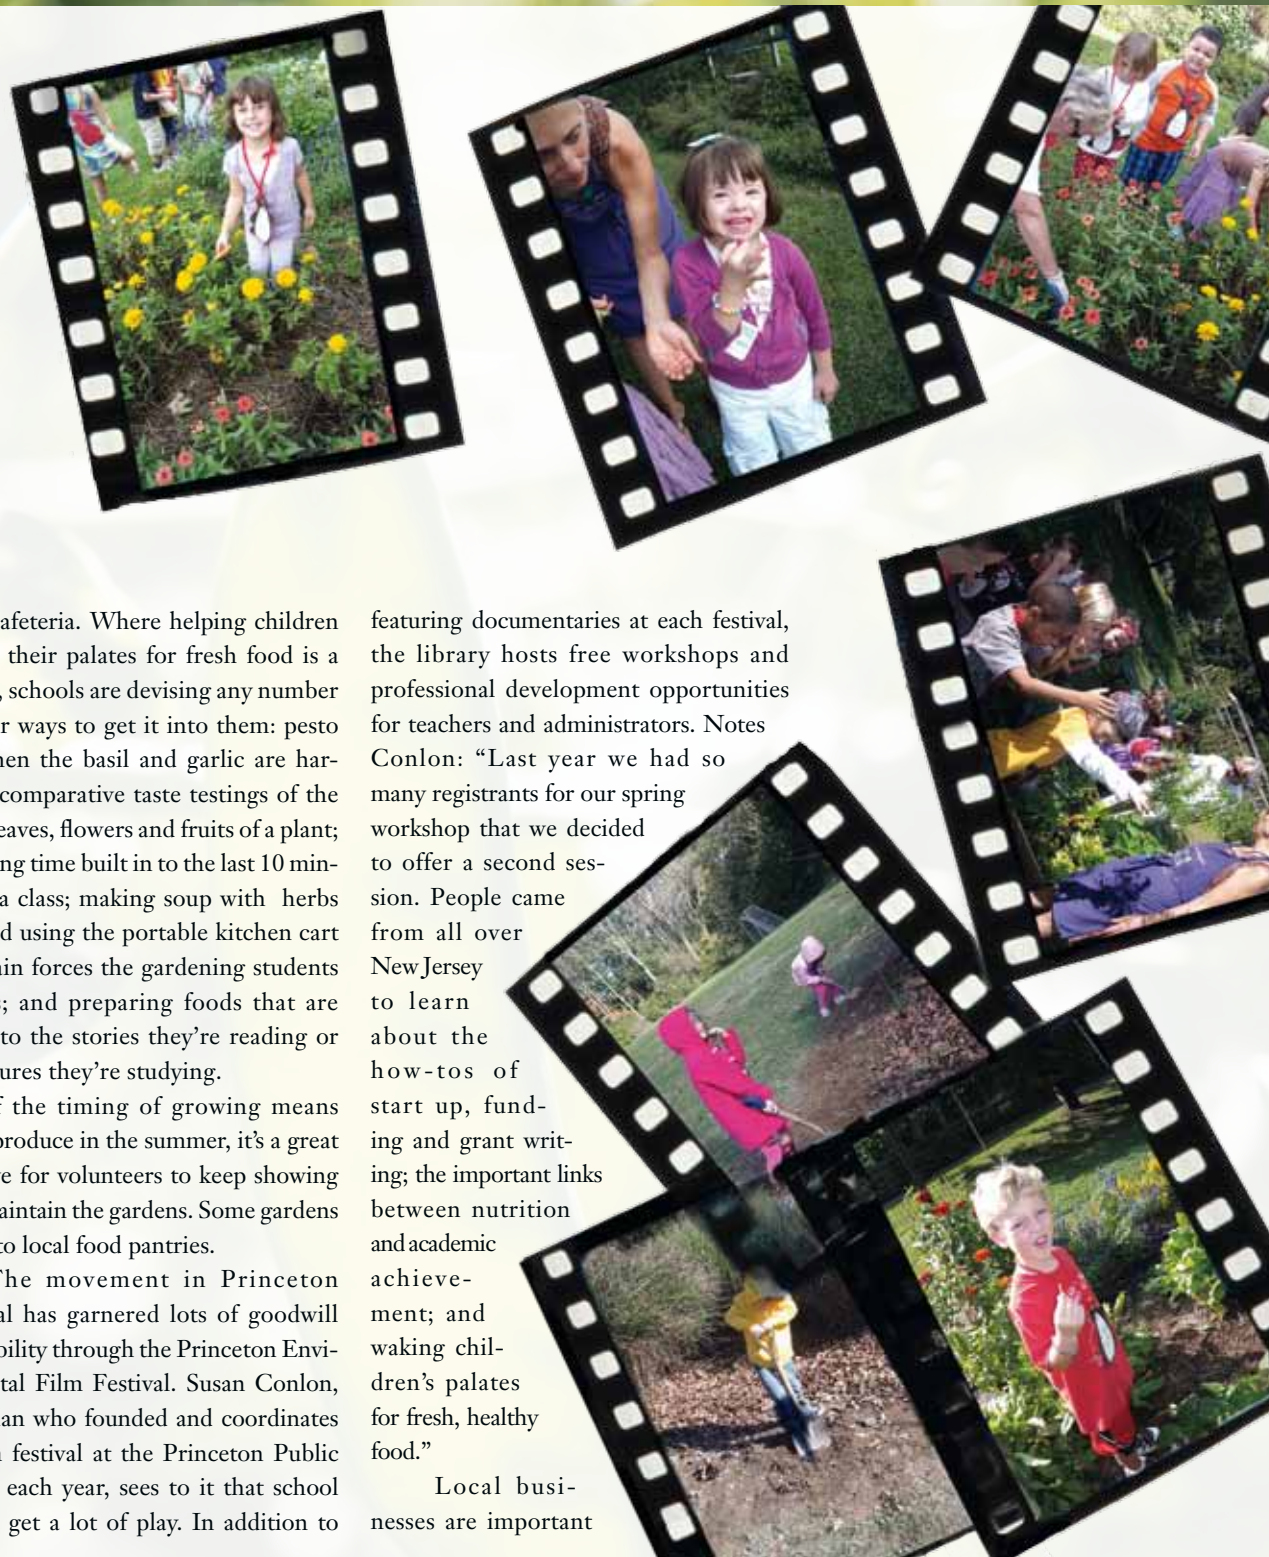 afeteria. Where helping children
their palates for fresh food is a
, schools are devising any number
r ways to get it into them: pesto
hen the basil and garlic are har-
comparative taste testings of the
eaves, flowers and fruits of a plant;
ng time built in to the last 10 min-
a class; making soup with herbs
d using the portable kitchen cart
in forces the gardening students
; and preparing foods that are
to the stories they’re reading or
ures they’re studying.
f the timing of growing means
produce in the summer, it’s a great
e for volunteers to keep showing
aintain the gardens. Some gardens
to local food pantries.
The movement in Princeton
al has garnered lots of goodwill
bility through the Princeton Envi-
tal Film Festival. Susan Conlon,
an who founded and coordinates
festival at the Princeton Public
each year, sees to it that school
get a lot of play. In addition to
featuring documentaries at each festival,
the library hosts free workshops and
professional development opportunities
for teachers and administrators. Notes
Conlon: “Last year we had so
many registrants for our spring
workshop that we decided
to offer a second ses-
sion. People came
from all over
New Jersey
to learn
about the
how-tos of
start up, fund-
ing and grant writ-
ing; the important links
between nutrition
and academic
achieve-
ment; and
waking chil-
dren’s palates
for fresh, healthy
food.”
Local busi-
nesses are important